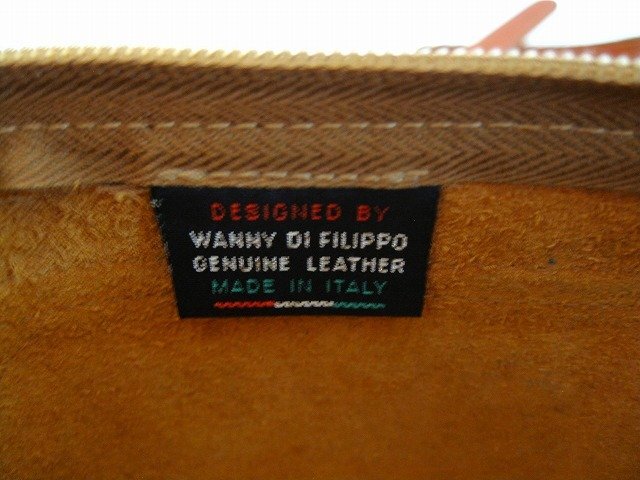 DESIGNED BY
WANNY DI FILIPPO
GENUINE LEATHER
MADE IN ITALY